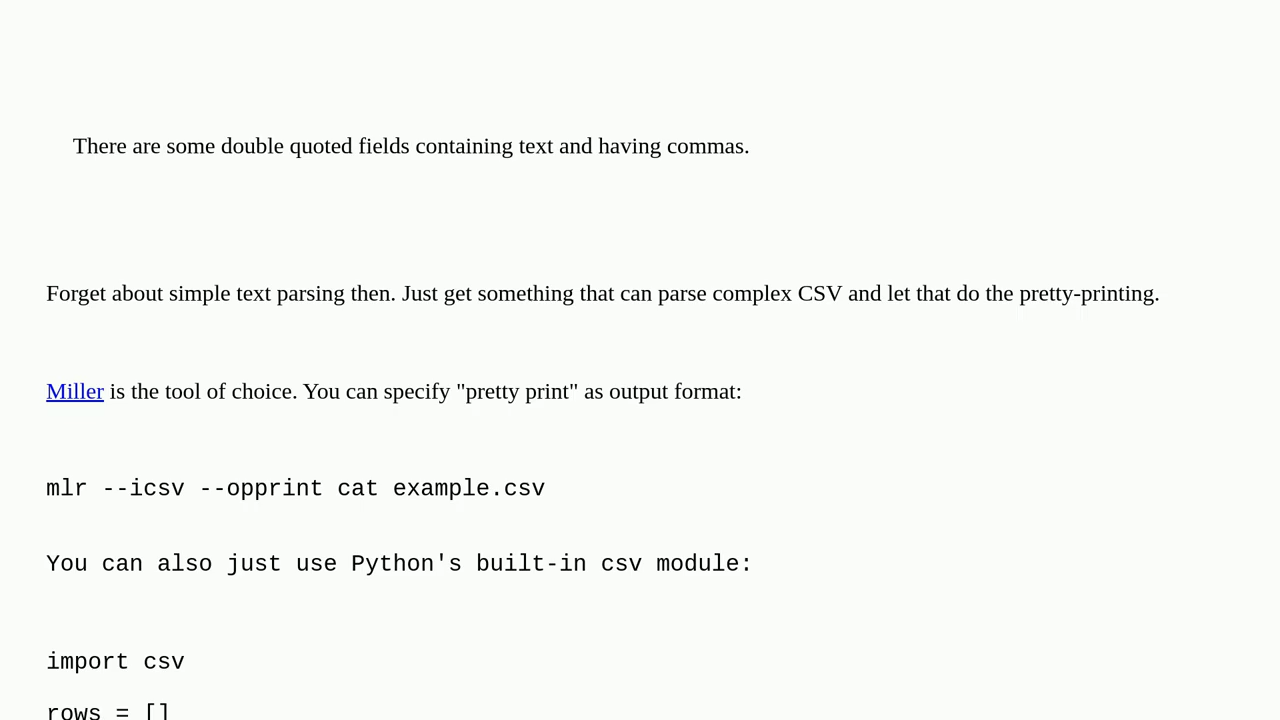 There are some double quoted fields containing text and having commas.
Forget about simple text parsing then. Just get something that can parse complex CSV and let that do the pretty-printing.
Miller is the tool of choice. You can specify "pretty print" as output format:
mlr --icsv --opprint cat example.csv
You can also just use Python's built-in csv module:
import csv
rows = []